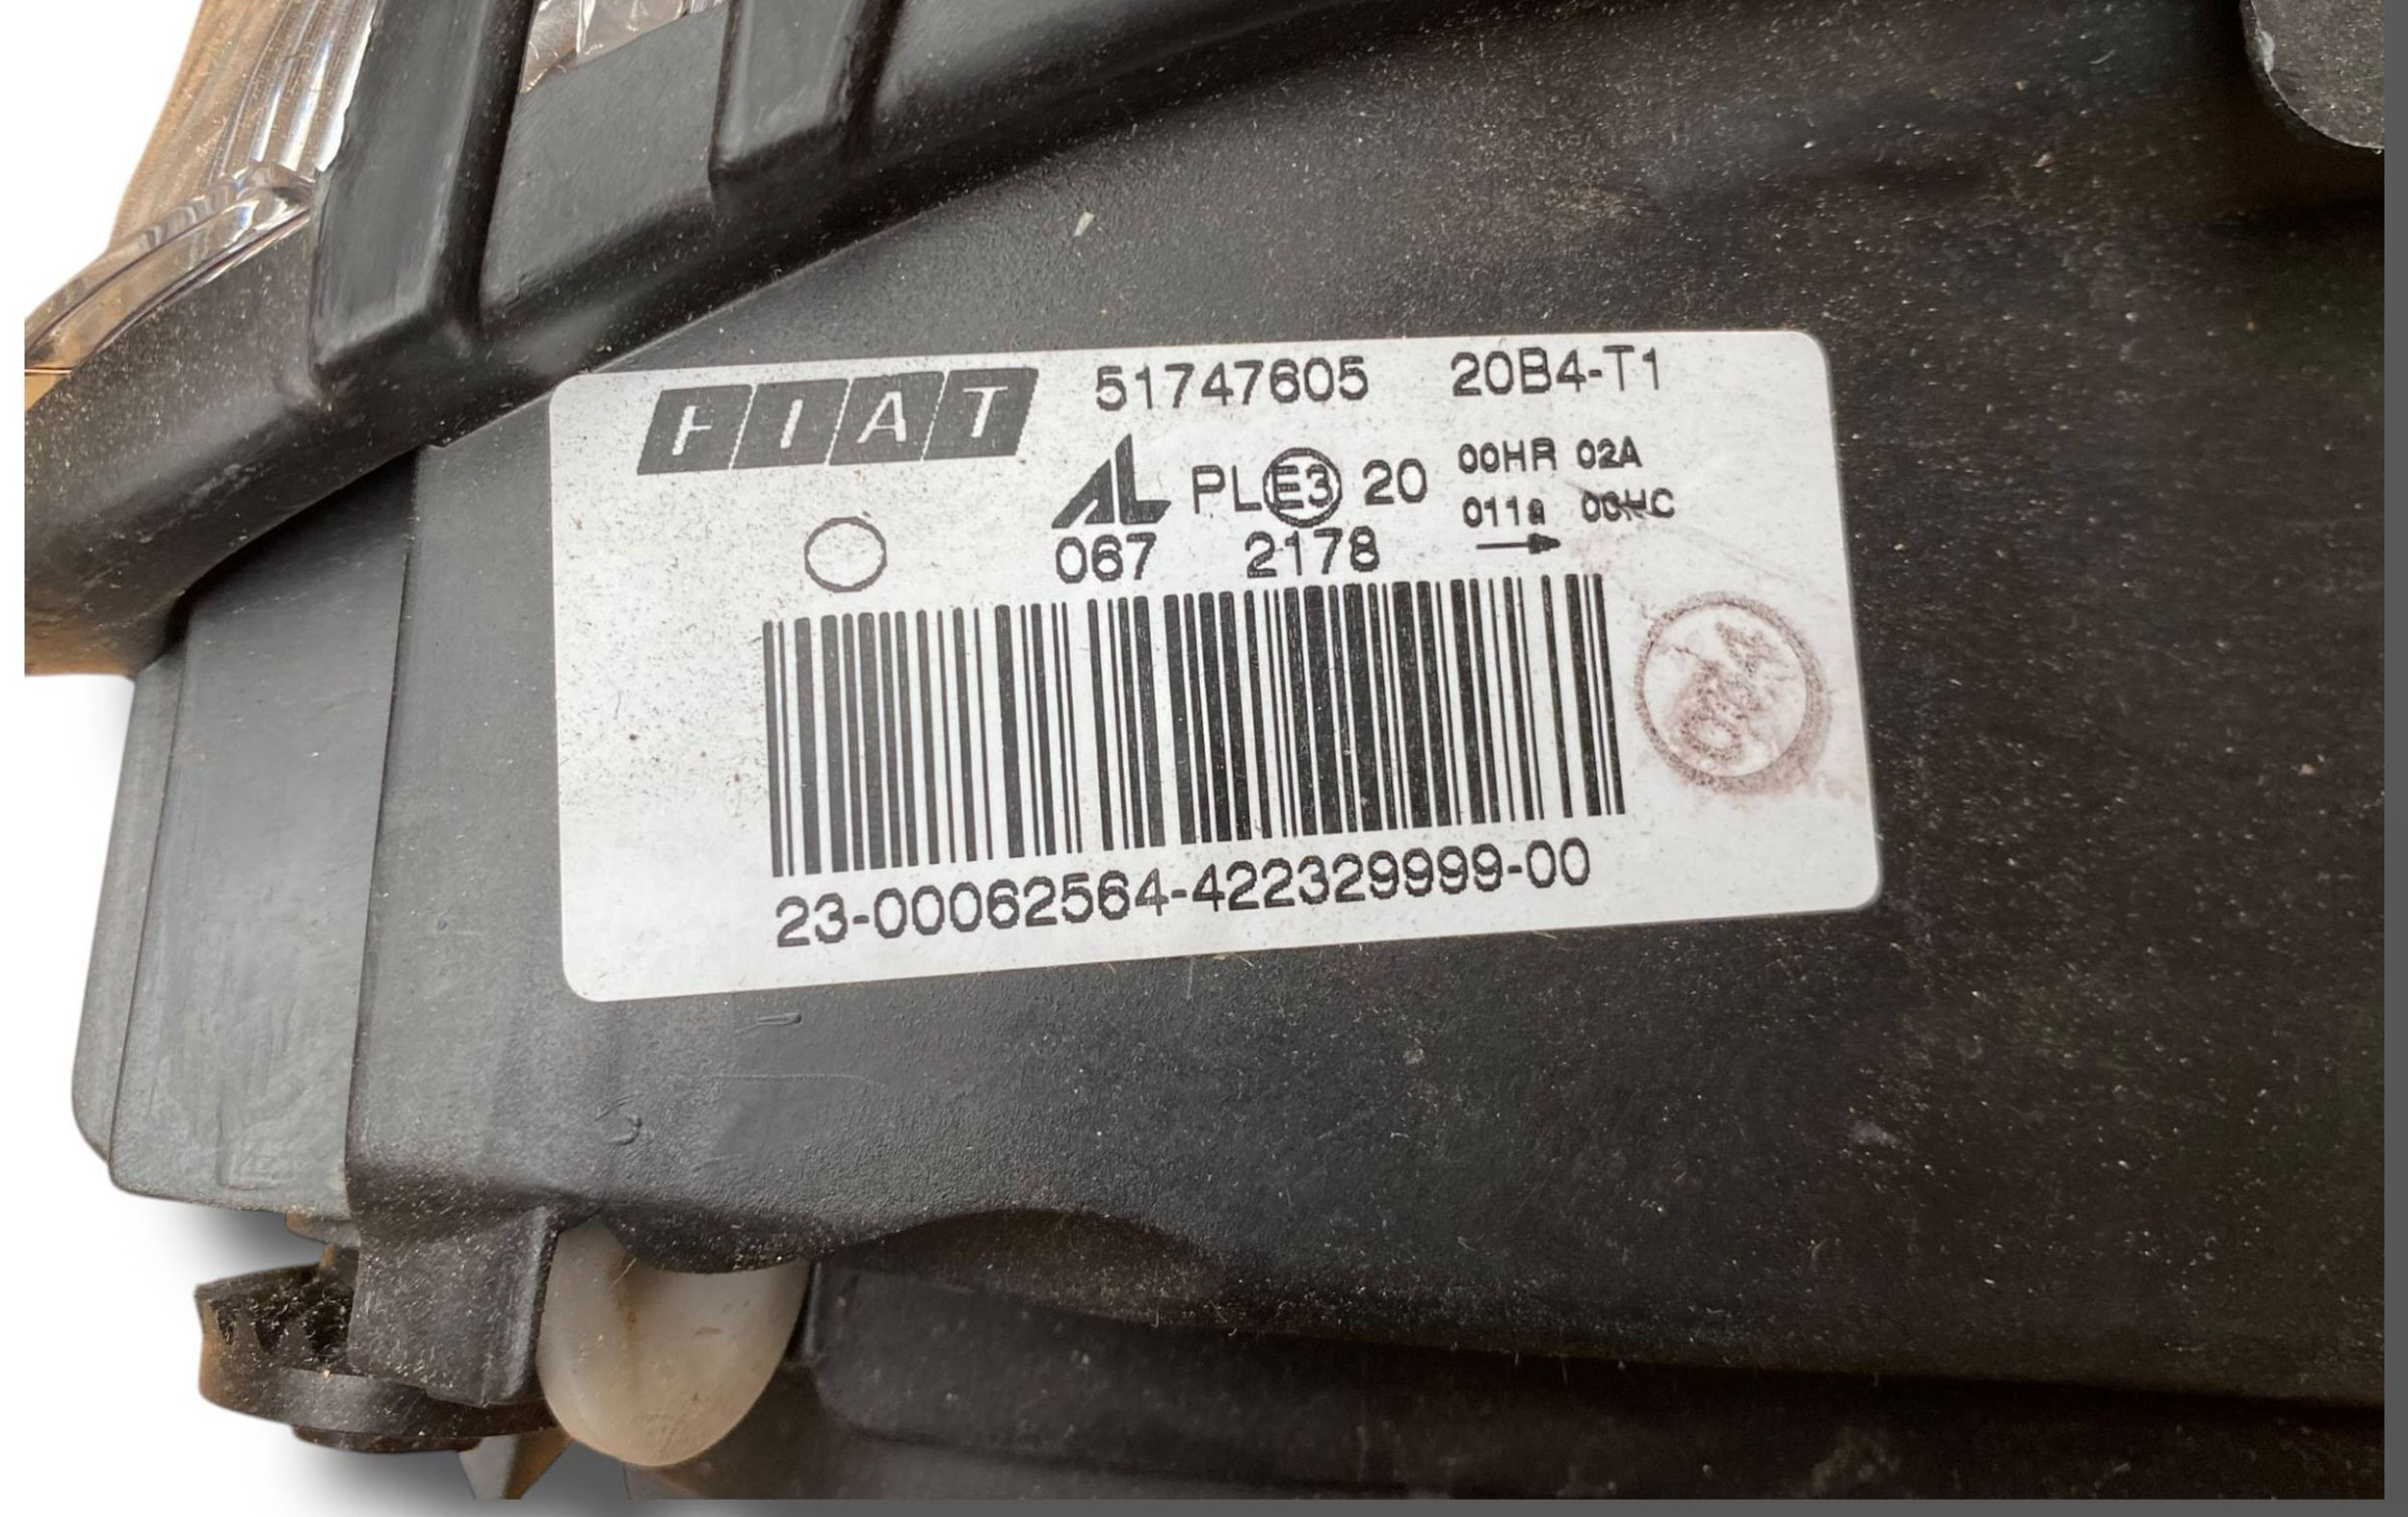 FIAT 51747605 20B4-T1
AL PL E3 20 00HR 02A
011a 00HC
067 2178
23-00062564-422329999-00